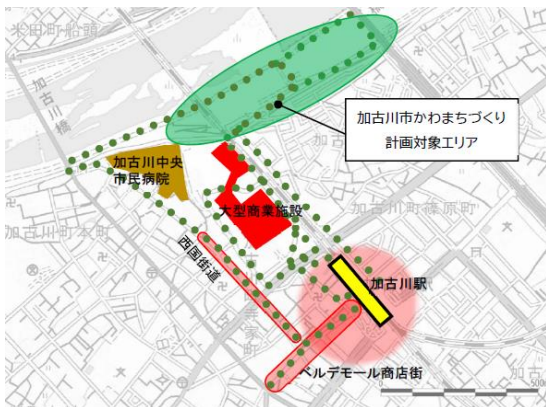 米田町船頭
加古川橋
加古川市かわまちづくり
計画対象エリア
加古川中央
市民病院
大型商業施設
加古川町篠原町
加古川町本町
西国街道
加古川駅
ベルデモール商店街
加古
0